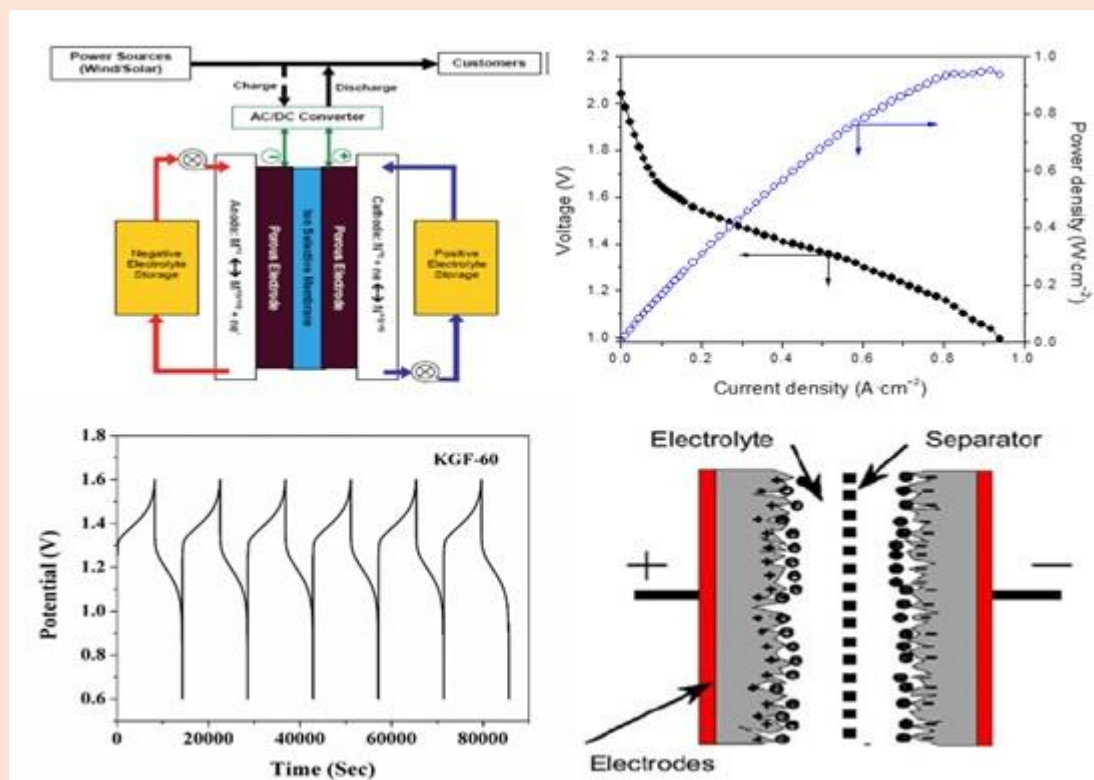 Power Sources
(Wind/Solar)
Customers
Charge
Discharge
AC/DC Converter
−
+
Negative
Electrolyte
Storage
Porous Electrode
Ion Selective Membrane
Porous Electrode
Positive
Electrolyte
Storage
2.2
2.0
1.8
1.6
1.4
1.2
1.0
Voltage (V)
0.0
0.2
0.4
0.6
0.8
1.0
Current density (A·cm⁻²)
1.0
0.8
0.6
0.4
0.2
0.0
Power density (W·cm⁻²)
1.8
1.6
1.4
1.2
1.0
0.8
0.6
Potential (V)
KGF-60
0
20000
40000
60000
80000
Time (Sec)
Electrolyte
Separator
+
−
Electrodes